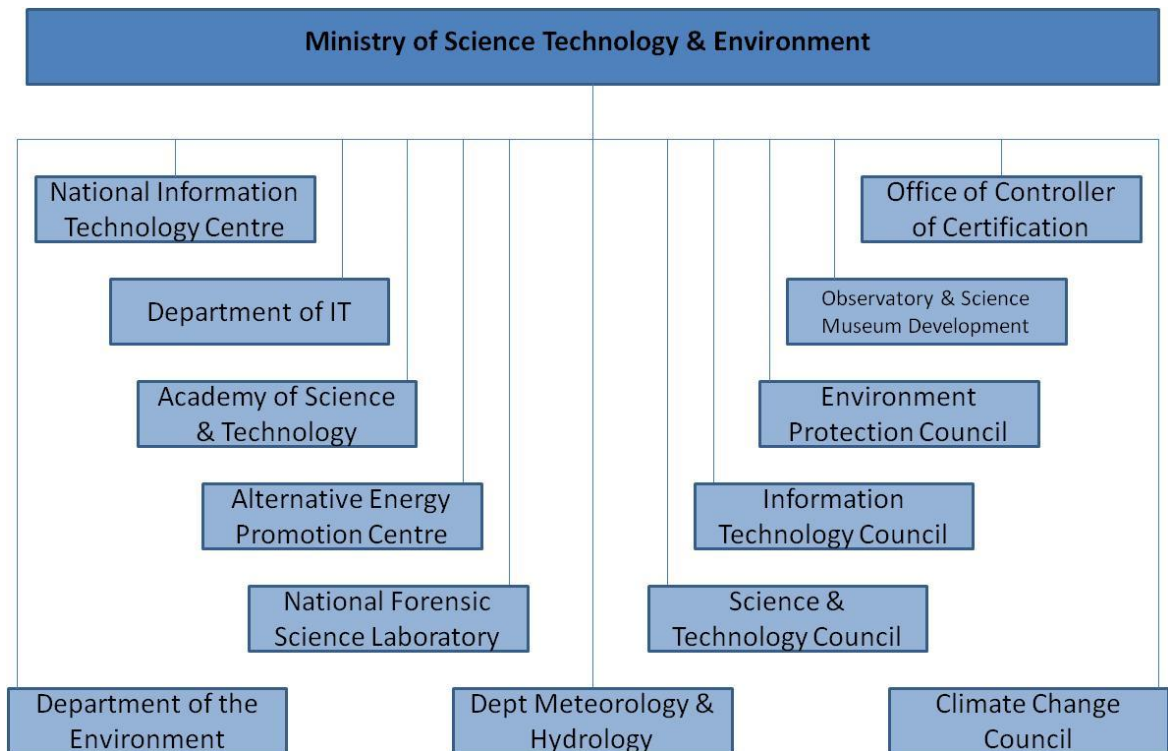 Ministry of Science Technology & Environment
National Information
Technology Centre
Office of Controller
of Certification
Department of IT
Observatory & Science
Museum Development
Academy of Science
& Technology
Environment
Protection Council
Alternative Energy
Promotion Centre
Information
Technology Council
National Forensic
Science Laboratory
Science &
Technology Council
Department of the
Environment
Dept Meteorology &
Hydrology
Climate Change
Council